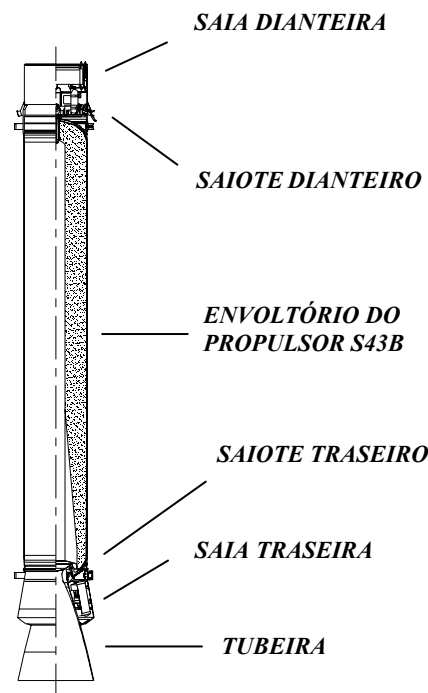 SAIA DIANTEIRA
SAIOTE DIANTEIRO
ENVOLTÓRIO DO
PROPULSOR S43B
SAIOTE TRASEIRO
SAIA TRASEIRA
TUBEIRA